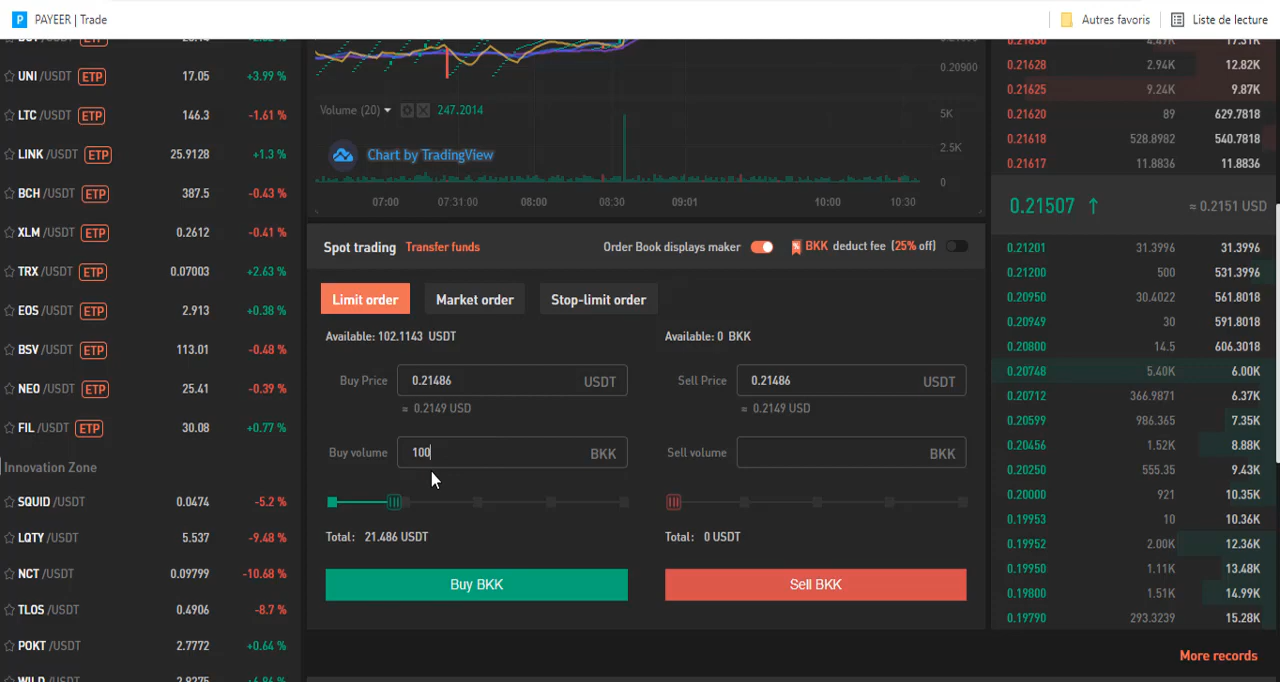 PAYEER | Trade
Autres favoris
Liste de lecture
UNI /USDT ETP 17.05 +3.99 %
LTC /USDT ETP 146.3 -1.61 %
LINK /USDT ETP 25.9128 +1.3 %
BCH /USDT ETP 387.5 -0.43 %
XLM /USDT ETP 0.2612 -0.41 %
TRX /USDT ETP 0.07003 +2.63 %
EOS /USDT ETP 2.913 +0.38 %
BSV /USDT ETP 113.01 -0.48 %
NEO /USDT ETP 25.41 -0.39 %
FIL /USDT ETP 30.08 +0.77 %
Innovation Zone
SQUID /USDT 0.0474 -5.2 %
LQTY /USDT 5.537 -9.48 %
NCT /USDT 0.09799 -10.68 %
TLOS /USDT 0.4906 -8.7 %
POKT /USDT 2.7772 +0.64 %
0.20900
Volume (20) 247.2014
5K
2.5K
0
Chart by TradingView
07:00 07:31:00 08:00 08:30 09:01 10:00 10:30
Spot trading Transfer funds Order Book displays maker BKK deduct fee (25% off)
Limit order Market order Stop-limit order
Available: 102.1143 USDT
Available: 0 BKK
Buy Price 0.21486 USDT
Sell Price 0.21486 USDT
≈ 0.2149 USD
≈ 0.2149 USD
Buy volume 100 BKK
Sell volume BKK
Total: 21.486 USDT
Total: 0 USDT
Buy BKK
Sell BKK
0.21628 2.94K 12.82K
0.21625 9.24K 9.87K
0.21620 89 629.7818
0.21618 528.8982 540.7818
0.21617 11.8836 11.8836
0.21507 ↑ ≈ 0.2151 USD
0.21201 31.3996 31.3996
0.21200 500 531.3996
0.20950 30.4022 561.8018
0.20949 30 591.8018
0.20800 14.5 606.3018
0.20748 5.40K 6.00K
0.20712 366.9871 6.37K
0.20599 986.365 7.35K
0.20456 1.52K 8.88K
0.20250 555.35 9.43K
0.20000 921 10.35K
0.19953 10 10.36K
0.19952 2.00K 12.36K
0.19950 1.11K 13.48K
0.19800 1.51K 14.99K
0.19790 293.3239 15.28K
More records